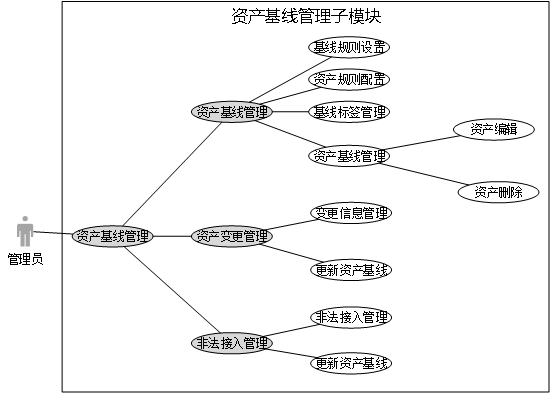 资产基线管理子模块
基线规则设置
资产规则配置
资产基线管理
基线标签管理
资产基线管理
资产编辑
资产删除
管理员
资产基线管理
资产变更管理
变更信息管理
更新资产基线
非法接入管理
非法接入管理
更新资产基线